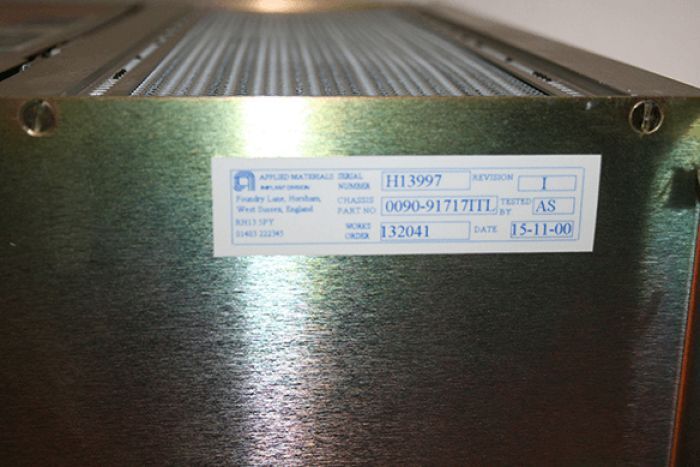 APPLIED MATERIALS
IMPLANT DIVISION
Foundry Lane, Horsham,
West Sussex, England
RH13 5PY
01403 222345
SERIAL NUMBER H13997 REVISION I
CHASSIS PART NO 0090-91717ITL TESTED BY AS
WORKS ORDER 132041 DATE 15-11-00